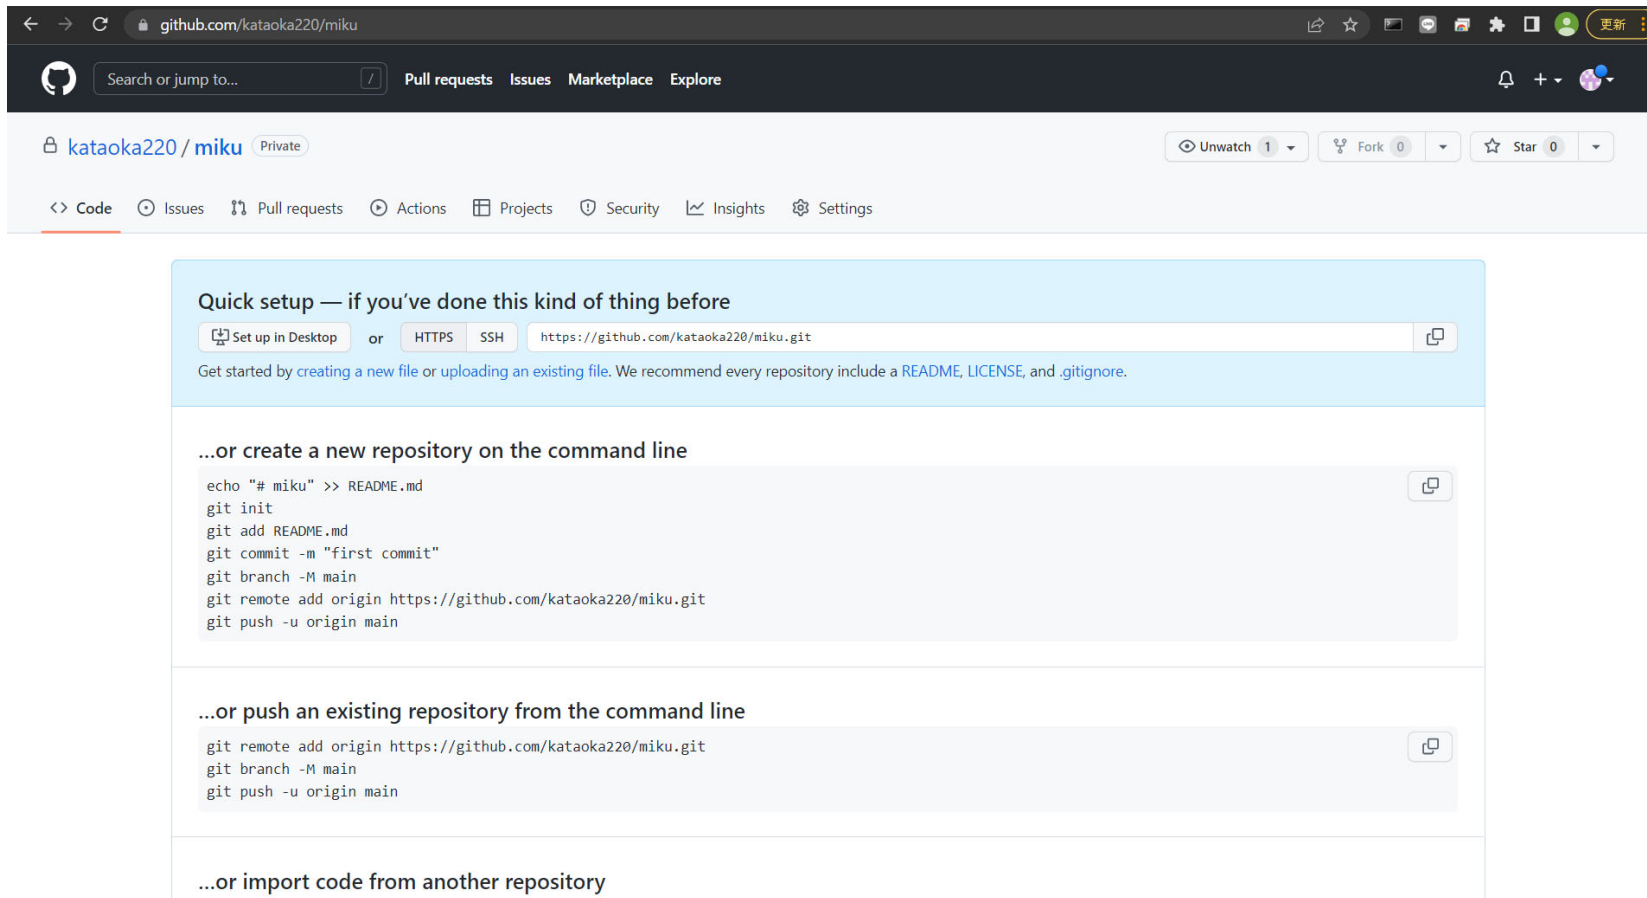 github.com/kataoka220/miku 更新
Search or jump to... / Pull requests Issues Marketplace Explore
kataoka220 / miku Private Unwatch 1 Fork 0 Star 0
Code Issues Pull requests Actions Projects Security Insights Settings
Quick setup — if you've done this kind of thing before
Set up in Desktop or HTTPS SSH https://github.com/kataoka220/miku.git
Get started by creating a new file or uploading an existing file. We recommend every repository include a README, LICENSE, and .gitignore.
...or create a new repository on the command line
echo "# miku" >> README.md
git init
git add README.md
git commit -m "first commit"
git branch -M main
git remote add origin https://github.com/kataoka220/miku.git
git push -u origin main
...or push an existing repository from the command line
git remote add origin https://github.com/kataoka220/miku.git
git branch -M main
git push -u origin main
...or import code from another repository